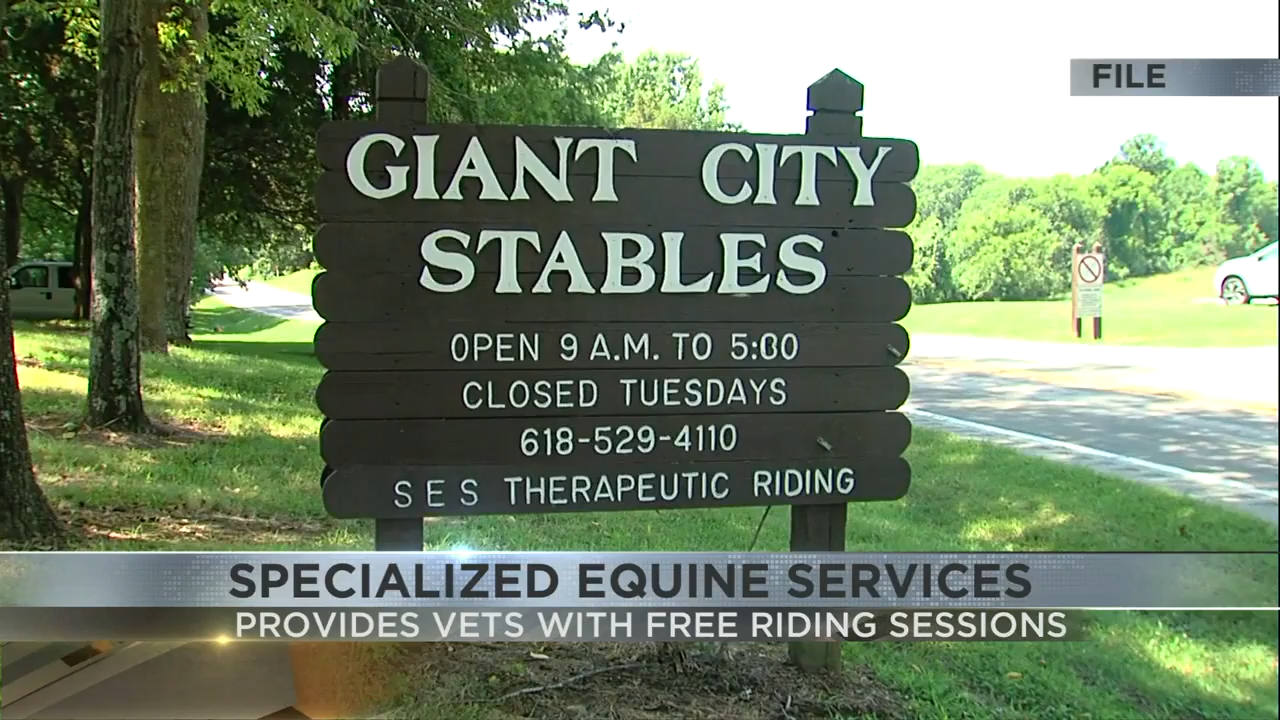 FILE
GIANT CITY
STABLES
OPEN 9 A.M. TO 5:00
CLOSED TUESDAYS
618-529-4110
SES THERAPEUTIC RIDING
SPECIALIZED EQUINE SERVICES
PROVIDES VETS WITH FREE RIDING SESSIONS